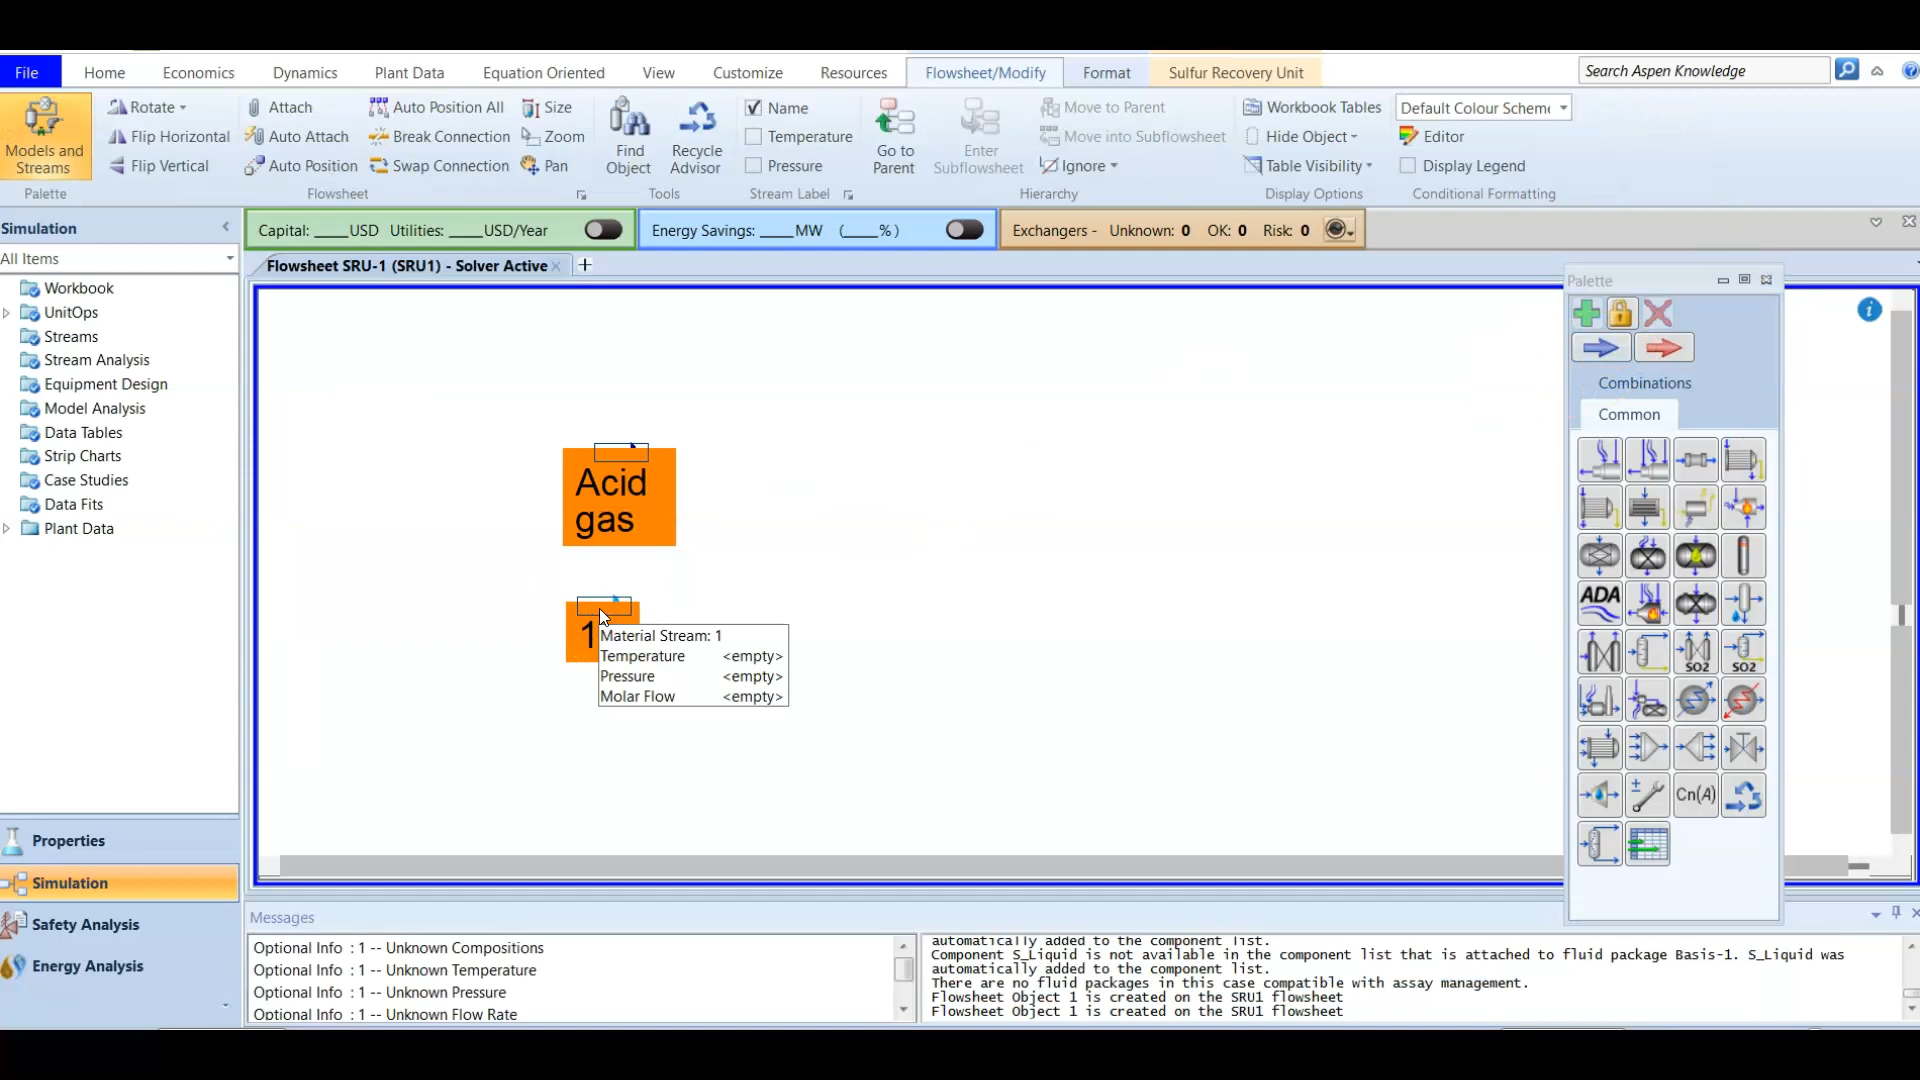 File Home Economics Dynamics Plant Data Equation Oriented View Customize Resources Flowsheet/Modify Format Sulfur Recovery Unit Search Aspen Knowledge
Models and Streams
Palette
Rotate
Flip Horizontal
Flip Vertical
Attach
Auto Attach
Auto Position
Auto Position All
Break Connection
Swap Connection
Size
Zoom
Pan
Flowsheet
Find Object
Recycle Advisor
Tools
Name
Temperature
Pressure
Stream Label
Go to Parent
Enter Subflowsheet
Move to Parent
Move into Subflowsheet
Ignore
Hierarchy
Workbook Tables
Hide Object
Table Visibility
Display Options
Default Colour Scheme
Editor
Display Legend
Conditional Formatting
Simulation
All Items
Capital: ____USD Utilities: ____USD/Year
Energy Savings: ____MW (____%)
Exchangers - Unknown: 0 OK: 0 Risk: 0
Flowsheet SRU-1 (SRU1) - Solver Active
Workbook
UnitOps
Streams
Stream Analysis
Equipment Design
Model Analysis
Data Tables
Strip Charts
Case Studies
Data Fits
Plant Data
Properties
Simulation
Safety Analysis
Energy Analysis
Acid
gas
1
Material Stream: 1
Temperature <empty>
Pressure <empty>
Molar Flow <empty>
Palette
Combinations
Common
ADA
SO2
SO2
Cn(A)
Messages
Optional Info : 1 -- Unknown Compositions
Optional Info : 1 -- Unknown Temperature
Optional Info : 1 -- Unknown Pressure
Optional Info : 1 -- Unknown Flow Rate
automatically added to the component list.
Component S_Liquid is not available in the component list that is attached to fluid package Basis-1. S_Liquid was
automatically added to the component list.
There are no fluid packages in this case compatible with assay management.
Flowsheet Object 1 is created on the SRU1 flowsheet
Flowsheet Object 1 is created on the SRU1 flowsheet